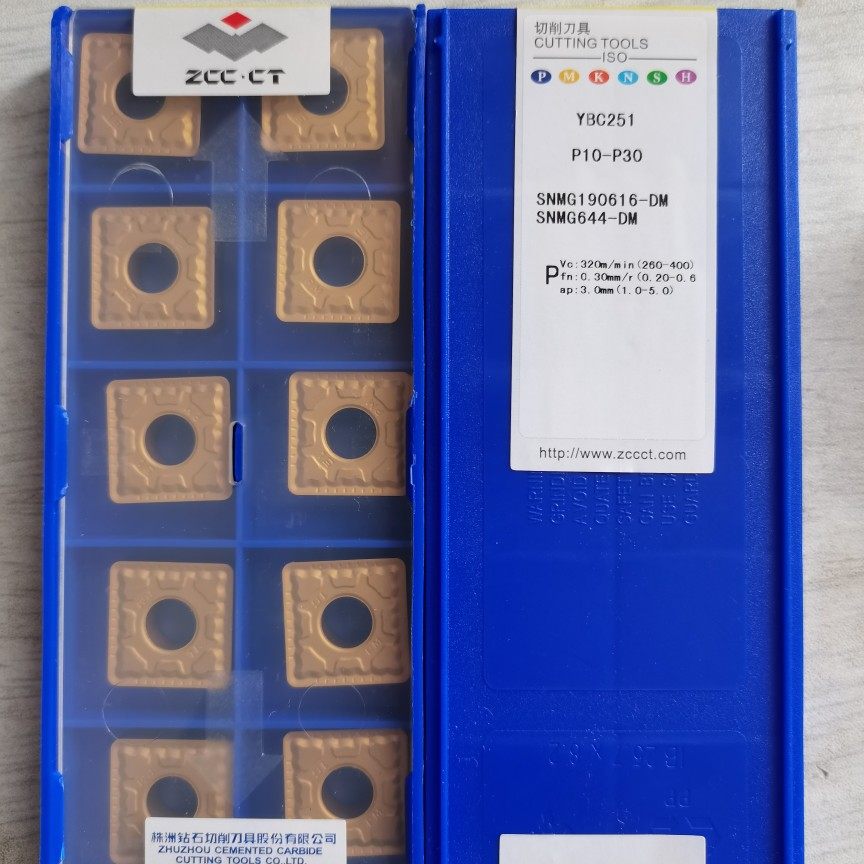 ZCC·CT
株洲钻石切削刀具股份有限公司
ZHUZHOU CEMENTED CARBIDE
CUTTING TOOLS CO.,LTD.
切削刀具
CUTTING TOOLS
ISO
P M K N S H
YBC251
P10-P30
SNMG190616-DM
SNMG644-DM
P
Vc:320m/min(260-400)
fn:0.30mm/r(0.20-0.6
ap:3.0mm(1.0-5.0)
http://www.zccct.com